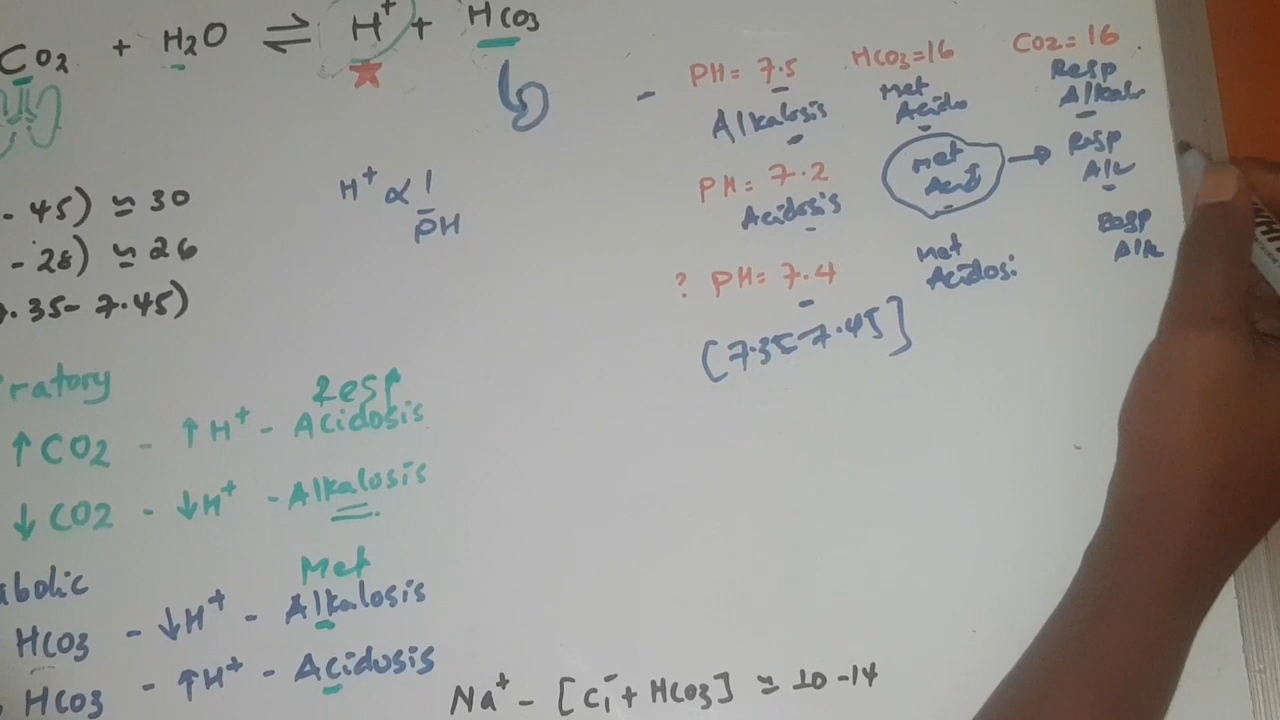 CO2 + H2O ⇌ H+ + HCO3
- 45) ≃ 30
- 28) ≃ 26
7.35- 7.45)
H+ ∝ 1
PH
ratory
↑ CO2 - ↑ H+ - Resp Acidosis
↓ CO2 - ↓ H+ - Alkalosis
abolic
Met
HCO3 - ↓ H+ - Alkalosis
HCO3 - ↑ H+ - Acidosis
- PH = 7.5 HCO3 = 16 CO2 = 16
Alkalosis Met Acido Resp Alkalo
PH = 7.2 Met Acid → Resp Alk
Acidosis
? PH = 7.4 Met Acidosi Resp Alk
[7.35-7.45]
Na+ - [Cl- + HCO3] ≃ 10 -14